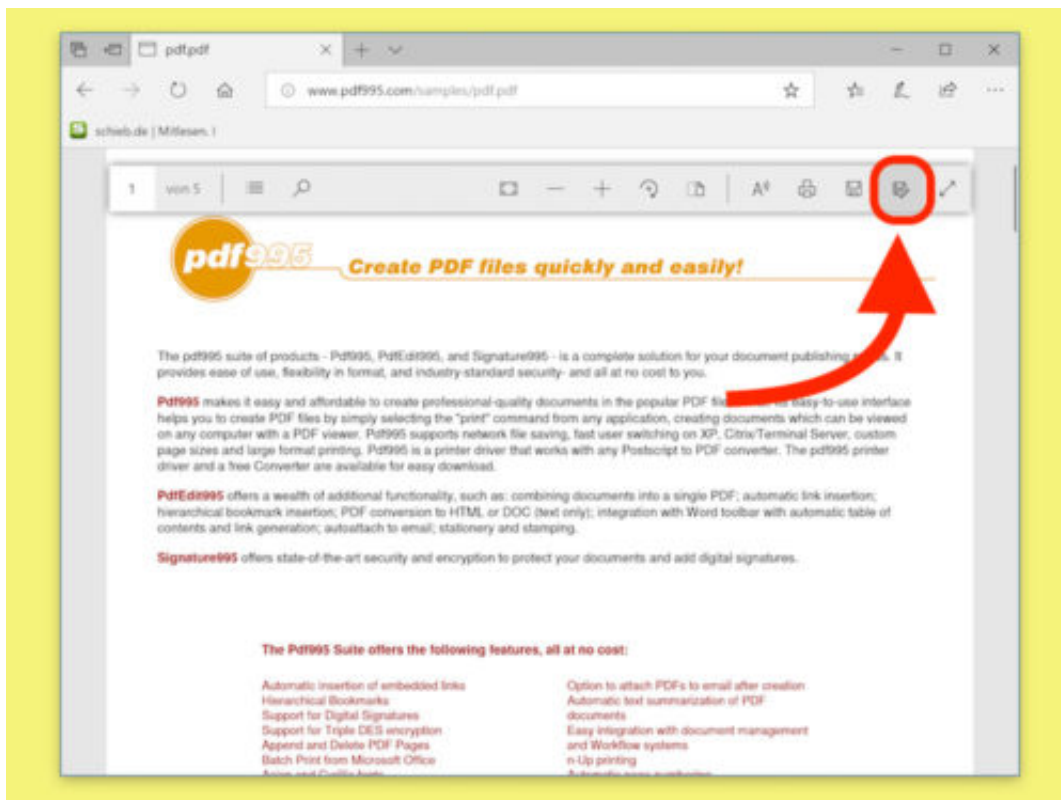 pdf.pdf
www.pdf995.com/samples/pdf.pdf
schieb.de | Mitlesen. I
1 von 5
pdf995 Create PDF files quickly and easily!
The pdf995 suite of products - Pdf995, PdfEdit995, and Signature995 - is a complete solution for your document publishing It
provides ease of use, flexibility in format, and industry-standard security- and all at no cost to you.
Pdf995 makes it easy and affordable to create professional-quality documents in the popular PDF easy-to-use interface
helps you to create PDF files by simply selecting the "print" command from any application, creating documents which can be viewed
on any computer with a PDF viewer. Pdf995 supports network file saving, fast user switching on XP, Citrix/Terminal Server, custom
page sizes and large format printing. Pdf995 is a printer driver that works with any Postscript to PDF converter. The pdf995 printer
driver and a free Converter are available for easy download.
PdfEdit995 offers a wealth of additional functionality, such as: combining documents into a single PDF; automatic link insertion;
hierarchical bookmark insertion; PDF conversion to HTML or DOC (text only); integration with Word toolbar with automatic table of
contents and link generation; autoattach to email; stationery and stamping.
Signature995 offers state-of-the-art security and encryption to protect your documents and add digital signatures.
The Pdf995 Suite offers the following features, all at no cost:
Automatic insertion of embedded links
Hierarchical Bookmarks
Support for Digital Signatures
Support for Triple DES encryption
Append and Delete PDF Pages
Batch Print from Microsoft Office
Option to attach PDFs to email after creation
Automatic text summarization of PDF
documents
Easy integration with document management
and Workflow systems
n-Up printing